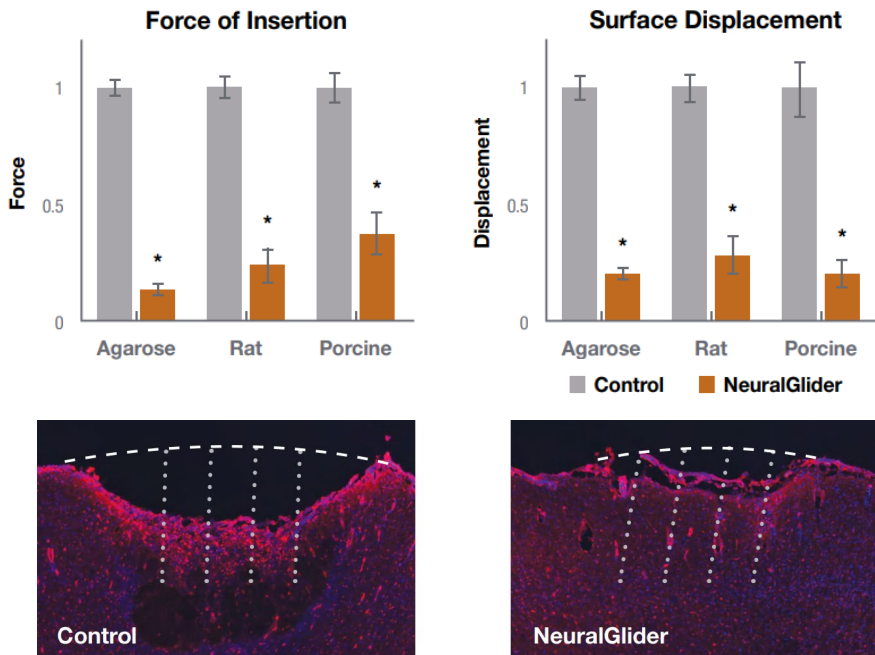 Force of Insertion
Force
1
0.5
0
*
*
*
Agarose Rat Porcine
Surface Displacement
Displacement
1
0.5
0
*
*
*
Agarose Rat Porcine
Control NeuralGlider
Control
NeuralGlider